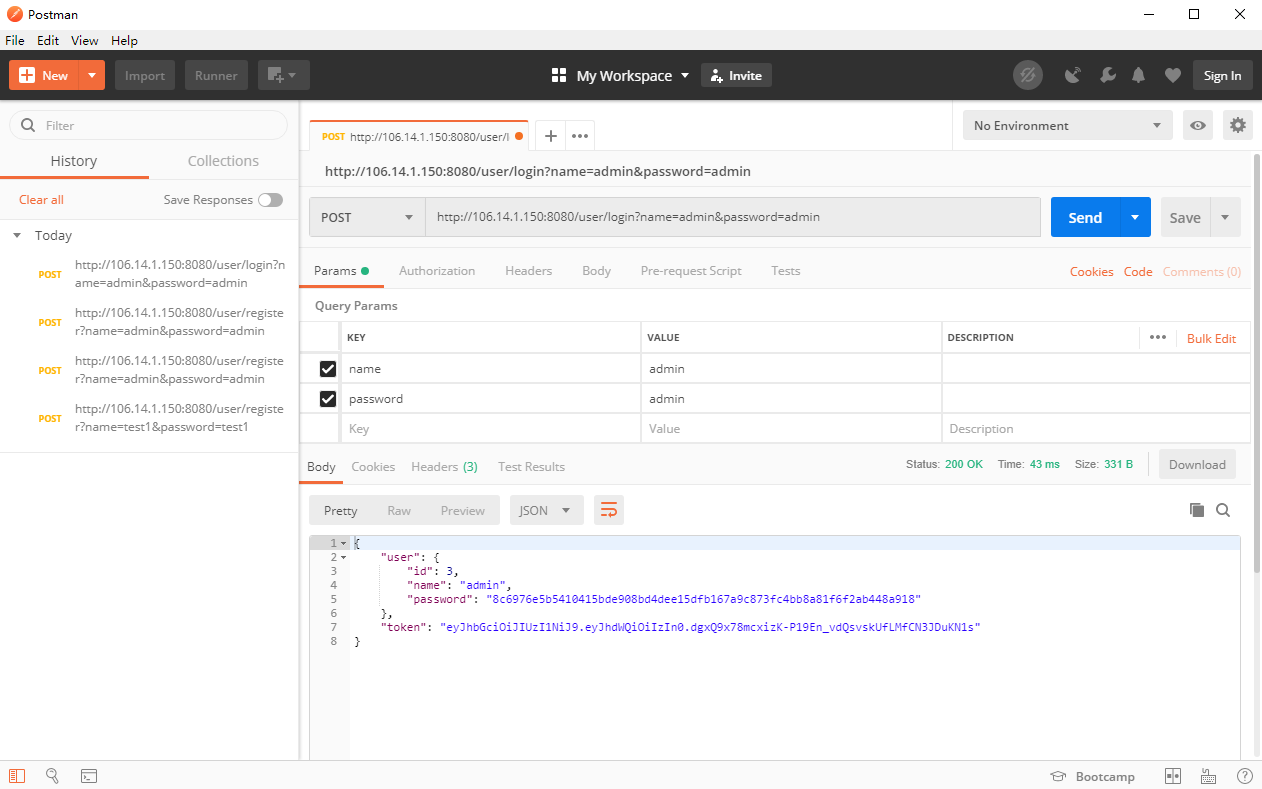 Postman
File Edit View Help
New Import Runner My Workspace Invite Sign In
Filter
History Collections
Clear all Save Responses
Today
POST http://106.14.1.150:8080/user/login?n
ame=admin&password=admin
POST http://106.14.1.150:8080/user/registe
r?name=admin&password=admin
POST http://106.14.1.150:8080/user/registe
r?name=admin&password=admin
POST http://106.14.1.150:8080/user/registe
r?name=test1&password=test1
POST http://106.14.1.150:8080/user/l
No Environment
http://106.14.1.150:8080/user/login?name=admin&password=admin
POST http://106.14.1.150:8080/user/login?name=admin&password=admin Send Save
Params Authorization Headers Body Pre-request Script Tests Cookies Code Comments (0)
Query Params
KEY VALUE DESCRIPTION Bulk Edit
name admin
password admin
Key Value Description
Body Cookies Headers (3) Test Results Status: 200 OK Time: 43 ms Size: 331 B Download
Pretty Raw Preview JSON
1 {
2 "user": {
3 "id": 3,
4 "name": "admin",
5 "password": "8c6976e5b5410415bde908bd4dee15dfb167a9c873fc4bb8a81f6f2ab448a918"
6 },
7 "token": "eyJhbGciOiJIUzI1NiJ9.eyJhdWQiOiIzIn0.dgxQ9x78mcxizK-P19En_vdQsvskUfLMfCN3JDuKN1s"
8 }
Bootcamp